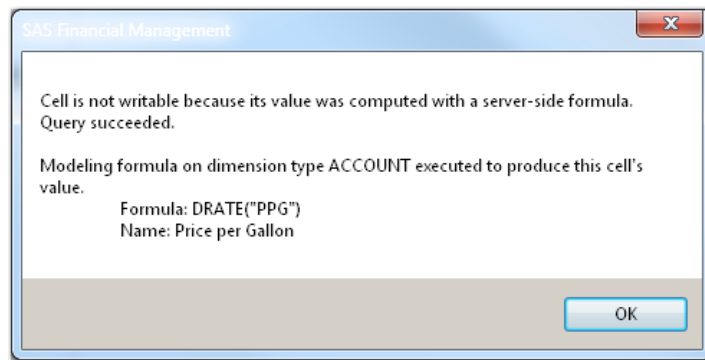 SAS Financial Management
Cell is not writable because its value was computed with a server-side formula.
Query succeeded.
Modeling formula on dimension type ACCOUNT executed to produce this cell's
value.
Formula: DRATE("PPG")
Name: Price per Gallon
OK